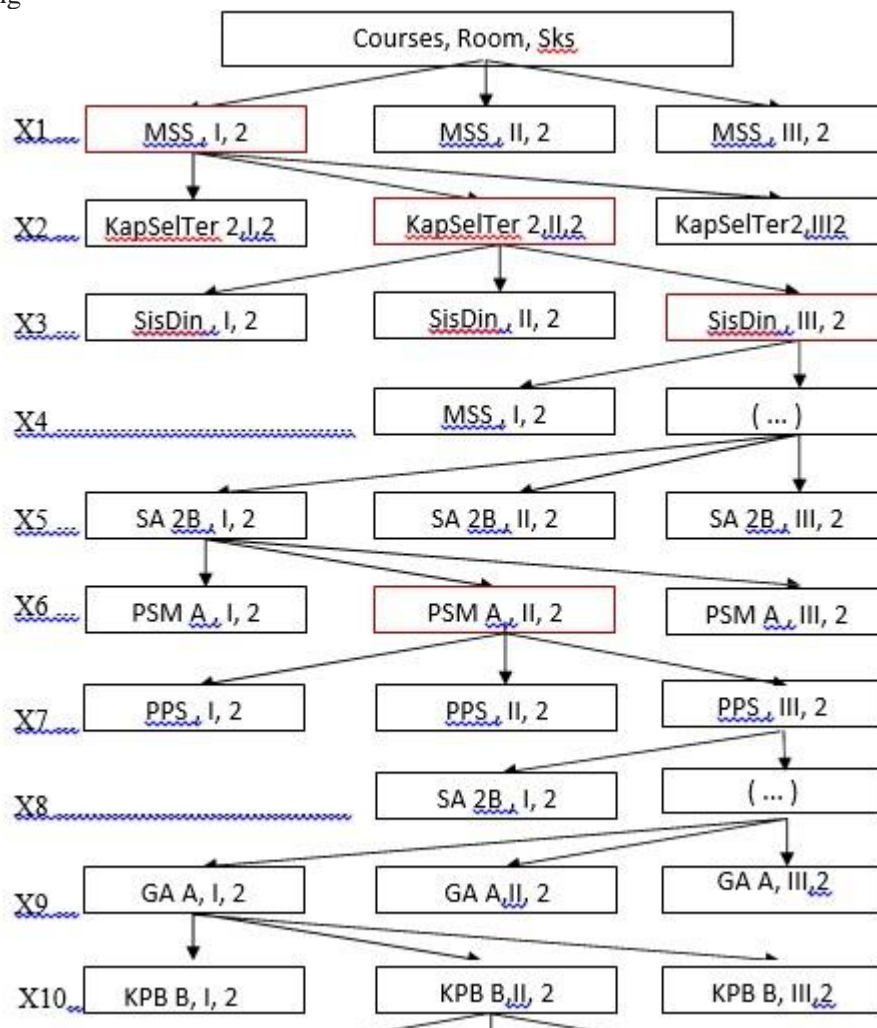 Courses, Room, Sks
X1 ... MSS , I, 2 MSS , II, 2 MSS , III, 2
X2 ... KapSelTer 2,I,2 KapSelTer 2,II,2 KapSelTer2,III2
X3 ... SisDin , I, 2 SisDin , II, 2 SisDin , III, 2
X4 ................................................ MSS , I, 2 ( ... )
X5 ... SA 2B , I, 2 SA 2B , II, 2 SA 2B , III, 2
X6 ... PSM A , I, 2 PSM A , II, 2 PSM A , III, 2
X7 ... PPS , I, 2 PPS , II, 2 PPS , III, 2
X8 SA 2B , I, 2 ( ... )
X9 ... GA A, I, 2 GA A,II, 2 GA A, III,2
X10 KPB B, I, 2 KPB B,II, 2 KPB B, III,2